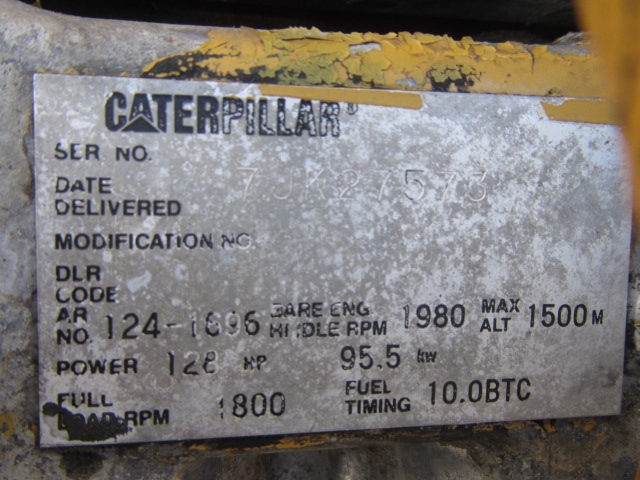 CATERPILLAR®
SER NO. 7JK27573
DATE
DELIVERED
MODIFICATION NO.
DLR
CODE
AR
NO. 124-1696 BARE ENG HI IDLE RPM 1980 MAX ALT 1500 M
POWER 128 HP 95.5 kw
FULL
LOAD RPM 1800 FUEL TIMING 10.0BTC